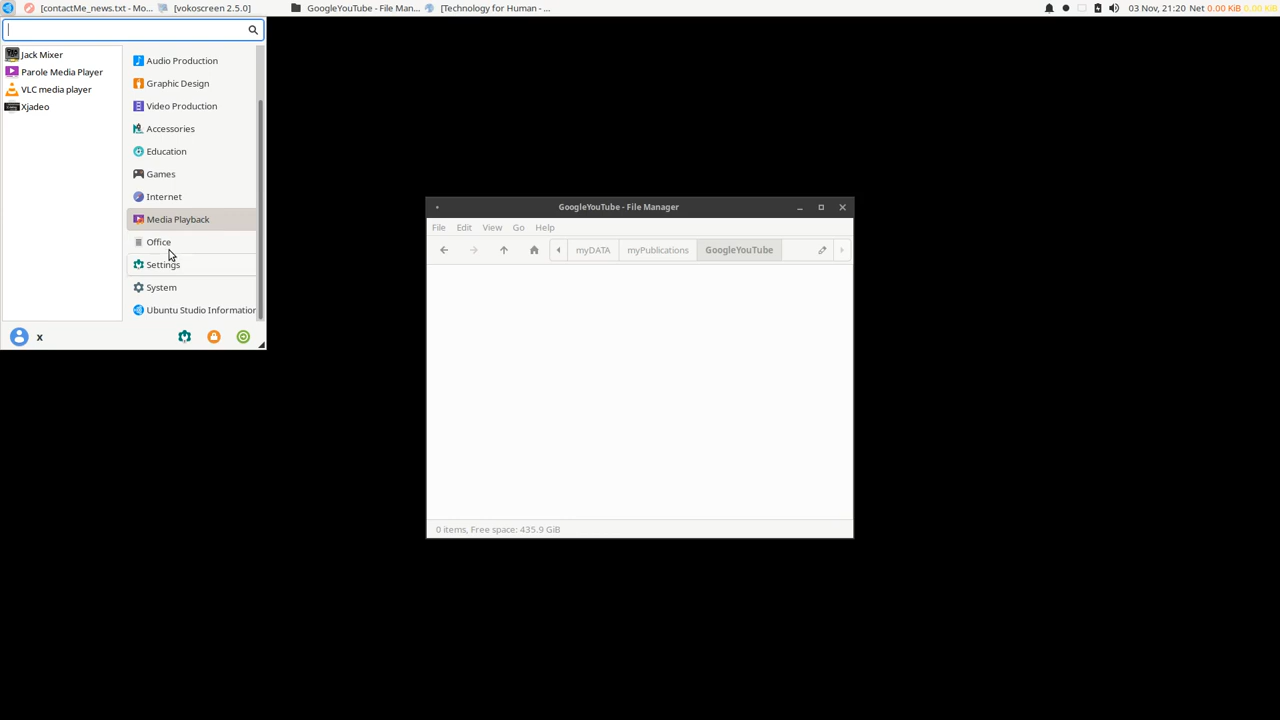 [contactMe_news.txt - Mo... [vokoscreen 2.5.0] GoogleYouTube - File Man... [Technology for Human - ... 03 Nov, 21:20 Net 0.00 KiB 0.00 KiB
Jack Mixer
Parole Media Player
VLC media player
Xjadeo
Audio Production
Graphic Design
Video Production
Accessories
Education
Games
Internet
Media Playback
Office
Settings
System
Ubuntu Studio Information
x
GoogleYouTube - File Manager
File Edit View Go Help
myDATA myPublications GoogleYouTube
0 items, Free space: 435.9 GiB